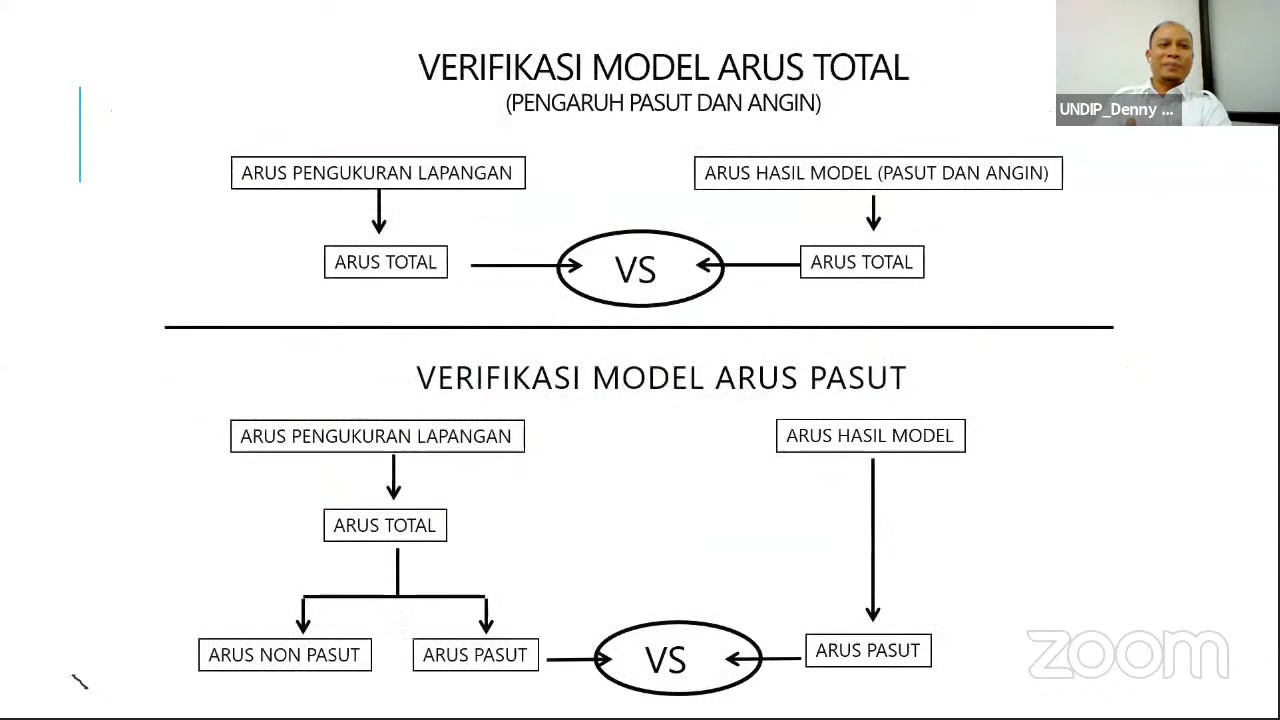 VERIFIKASI MODEL ARUS TOTAL
(PENGARUH PASUT DAN ANGIN)
UNDIP_Denny ...
ARUS PENGUKURAN LAPANGAN
ARUS HASIL MODEL (PASUT DAN ANGIN)
ARUS TOTAL
VS
ARUS TOTAL
VERIFIKASI MODEL ARUS PASUT
ARUS PENGUKURAN LAPANGAN
ARUS HASIL MODEL
ARUS TOTAL
ARUS NON PASUT
ARUS PASUT
VS
ARUS PASUT
zoom